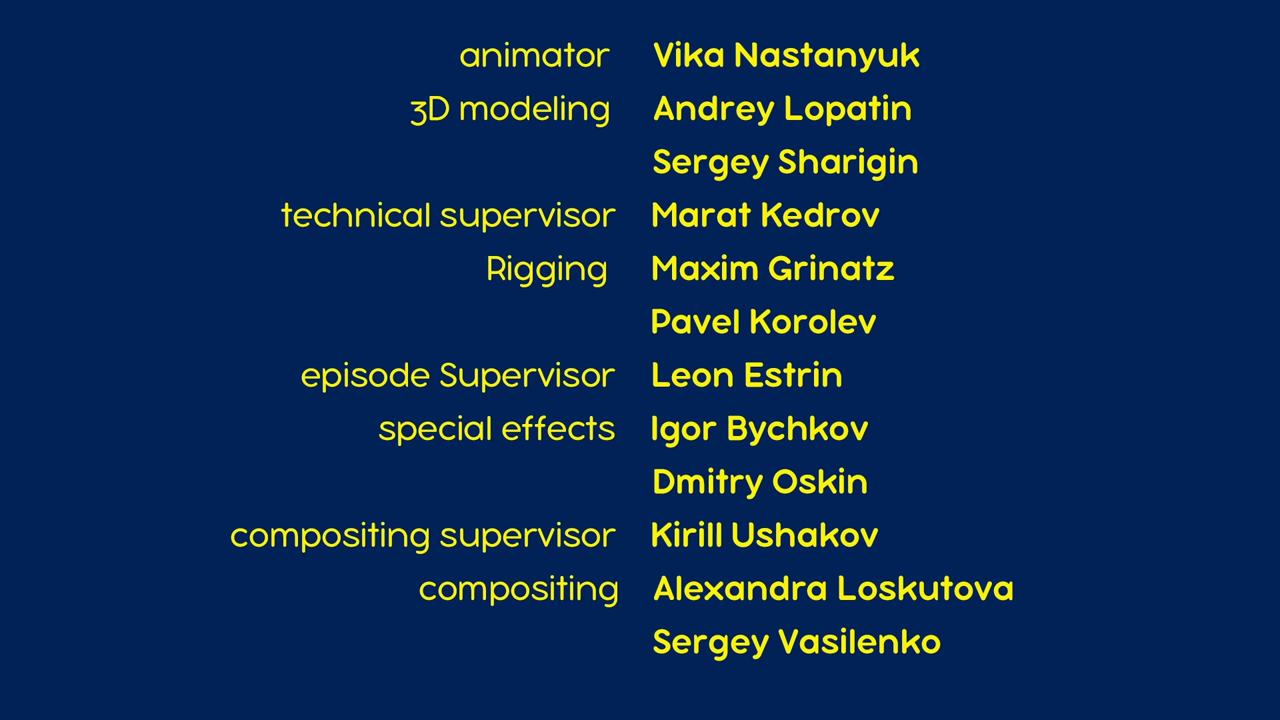 animator Vika Nastanyuk
3D modeling Andrey Lopatin
Sergey Sharigin
technical supervisor Marat Kedrov
Rigging Maxim Grinatz
Pavel Korolev
episode Supervisor Leon Estrin
special effects Igor Bychkov
Dmitry Oskin
compositing supervisor Kirill Ushakov
compositing Alexandra Loskutova
Sergey Vasilenko